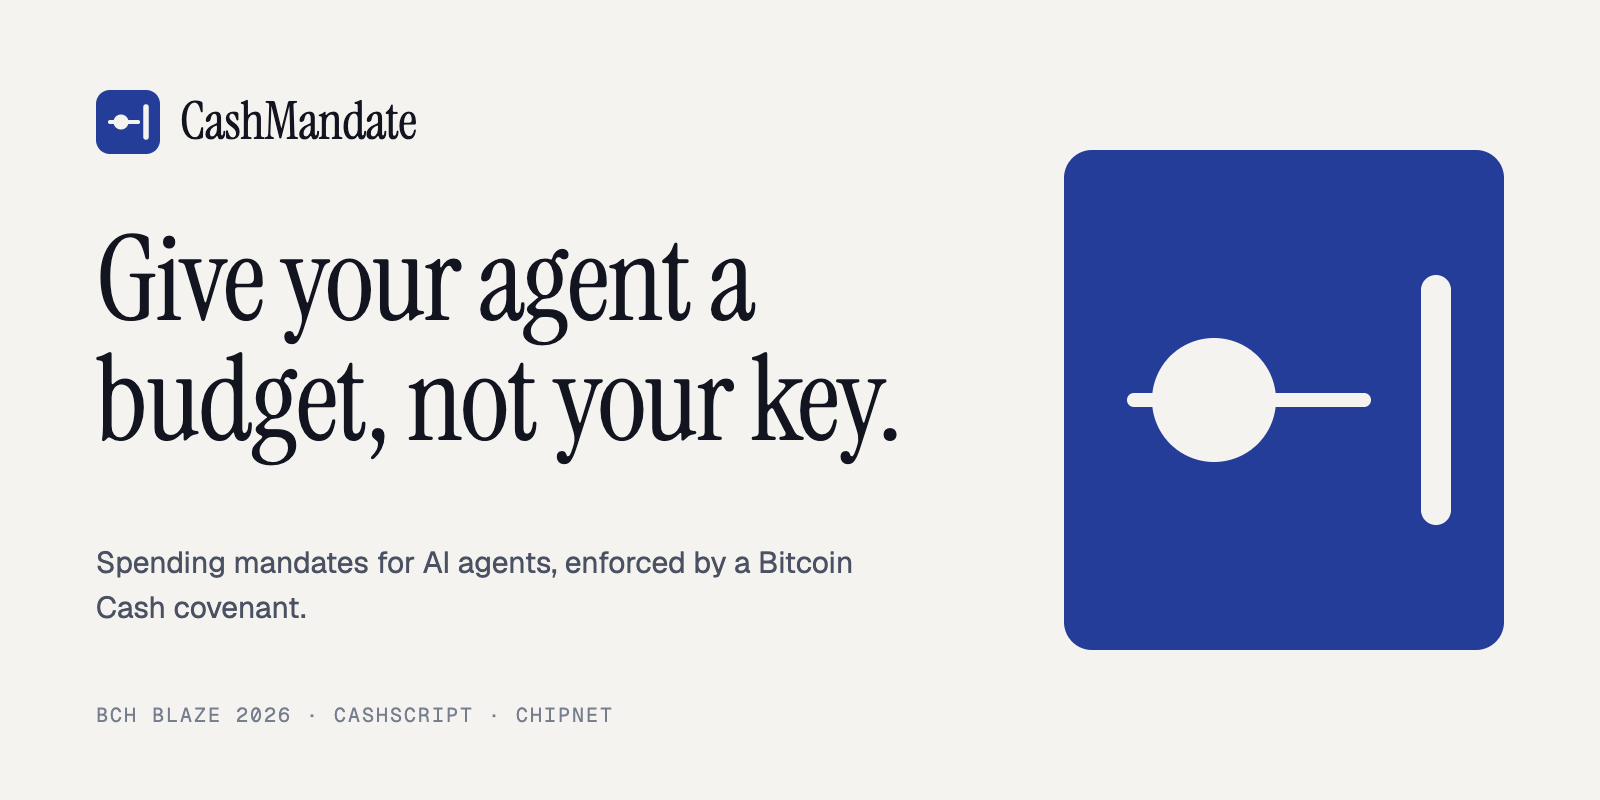 CashMandate
Give your agent a
budget, not your key.
Spending mandates for AI agents, enforced by a Bitcoin
Cash covenant.
BCH BLAZE 2026 · CASHSCRIPT · CHIPNET